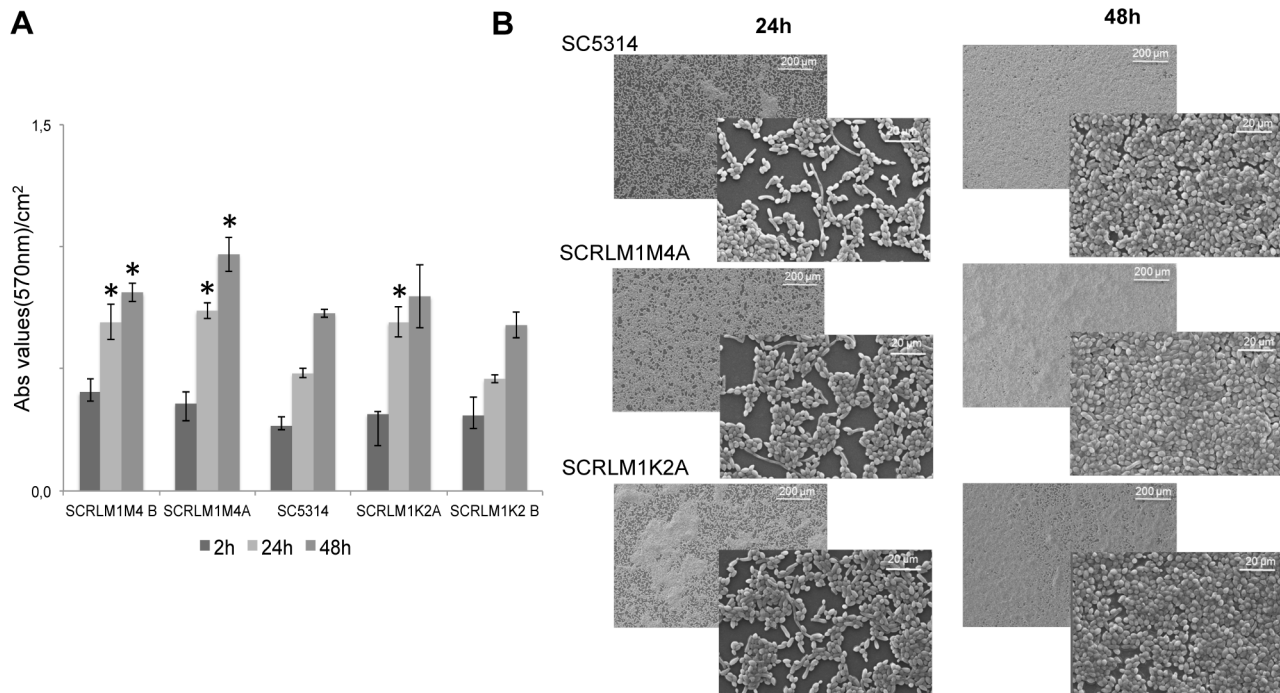 A
B
24h
48h
SC5314
200 µm
20 µm
200 µm
20 µm
1,5
Abs values(570nm)/cm²
0,0
SCRLM1M4 B
SCRLM1M4A
SC5314
SCRLM1K2A
SCRLM1K2 B
2h
24h
48h
*
*
*
*
*
SCRLM1M4A
200 µm
20 µm
200 µm
20 µm
SCRLM1K2A
200 µm
20 µm
200 µm
20 µm